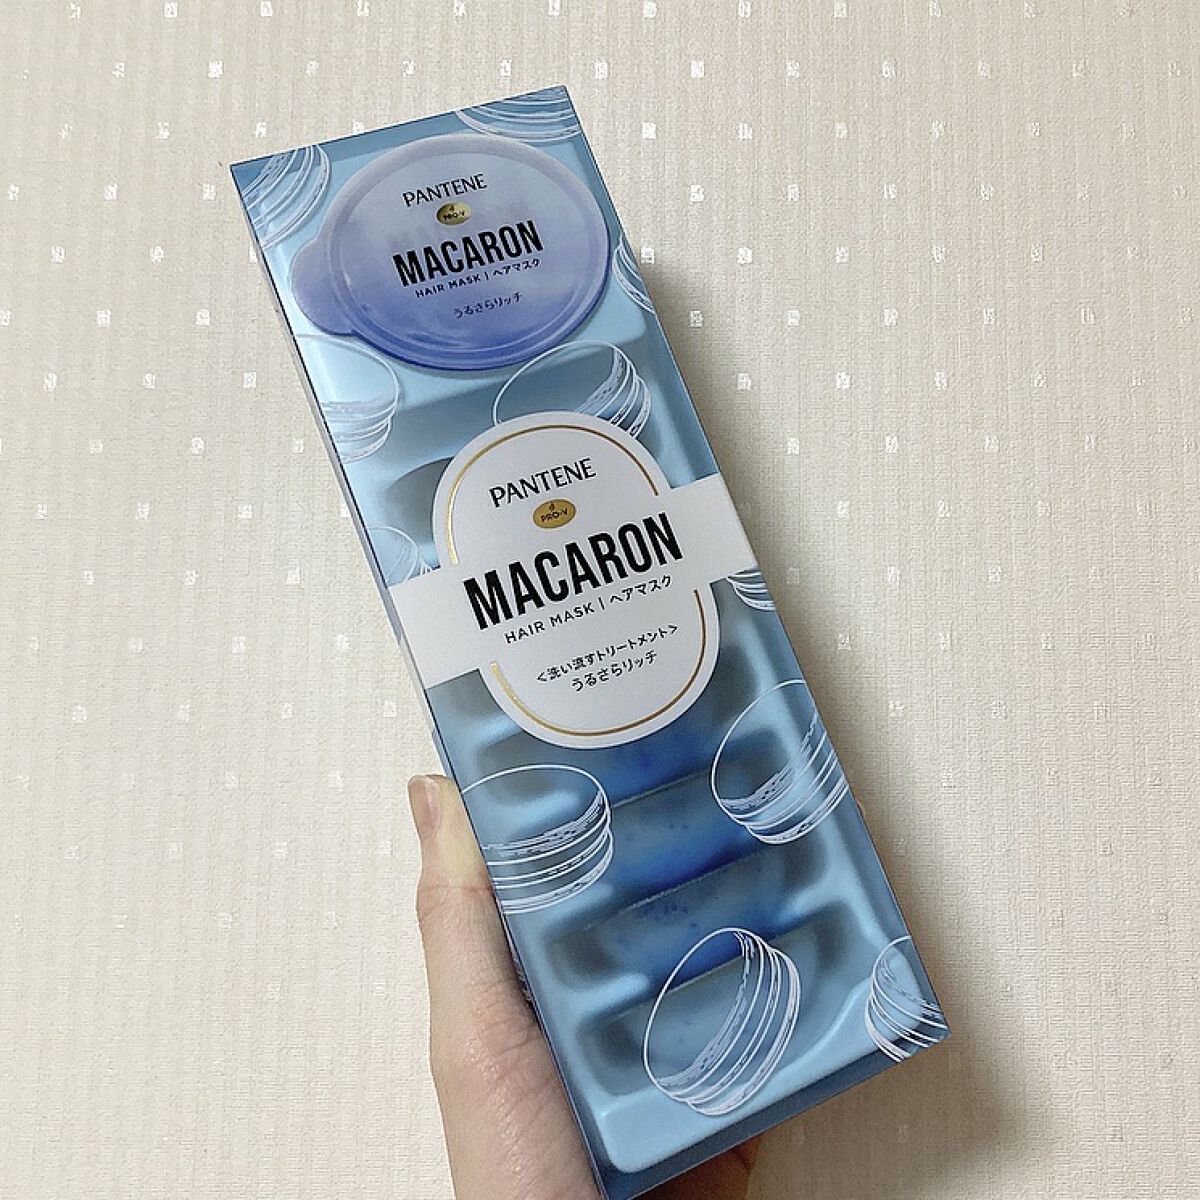 PANTENE
PRO-V
MACARON
HAIR MASK | ヘアマスク
うるさらリッチ
PANTENE
PRO-V
MACARON
HAIR MASK | ヘアマスク
<洗い流すトリートメント>
うるさらリッチ